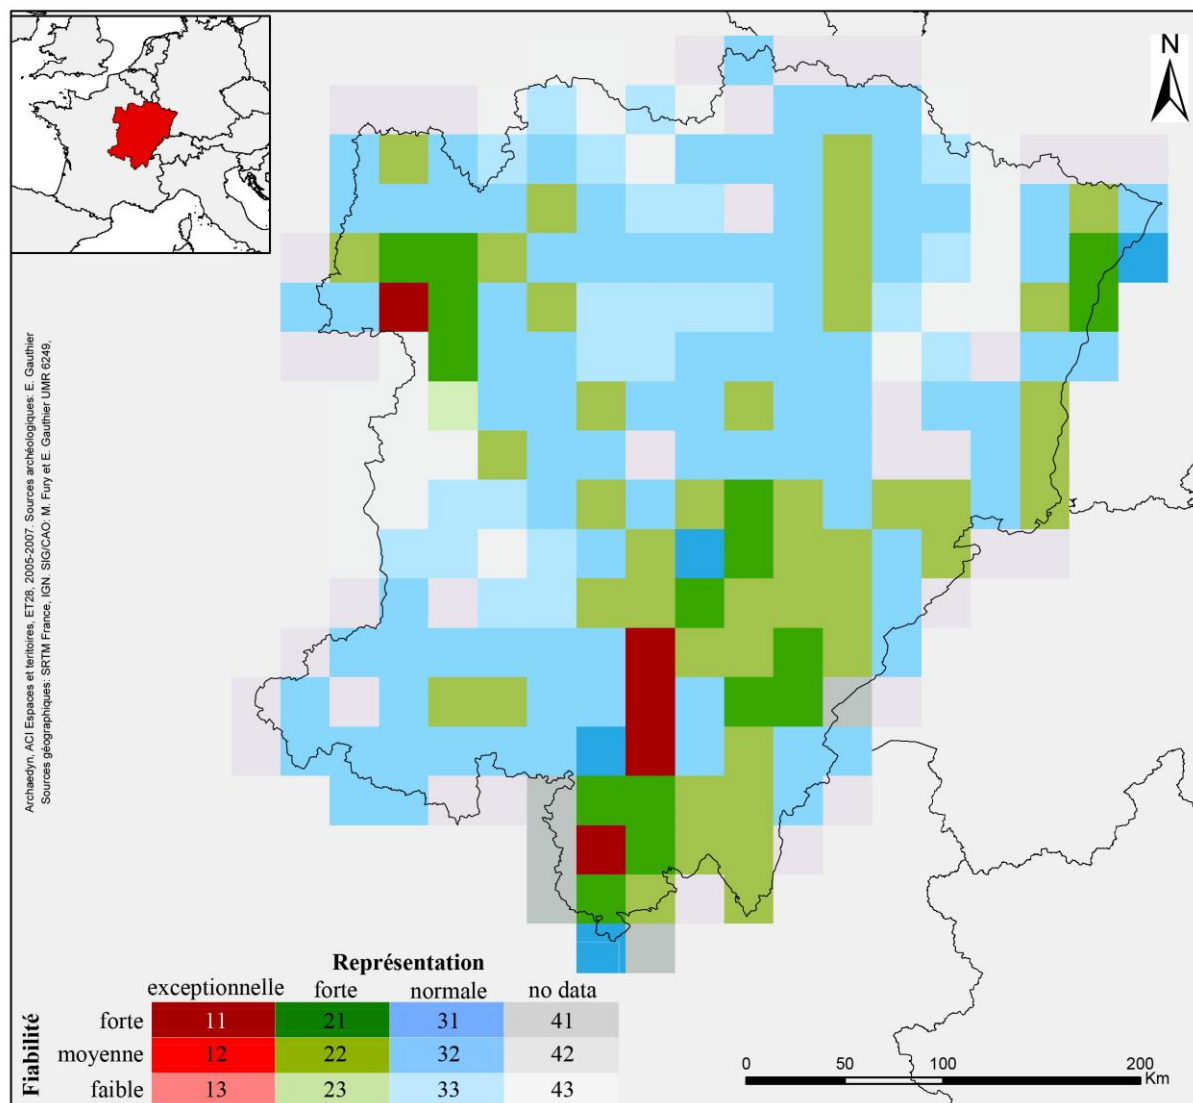 N
Archaedyn, ACI Espaces et teritoires, ET28, 2005-2007. Sources archéologiques: E. Gauthier
Sources géographiques: SRTM France, IGN. SIG/CAO: M. Fury et E. Gauthier UMR 6249,
Représentation
exceptionnelle forte normale no data
Fiabilité
forte 11 21 31 41
moyenne 12 22 32 42
faible 13 23 33 43
0 50 100 200
Km